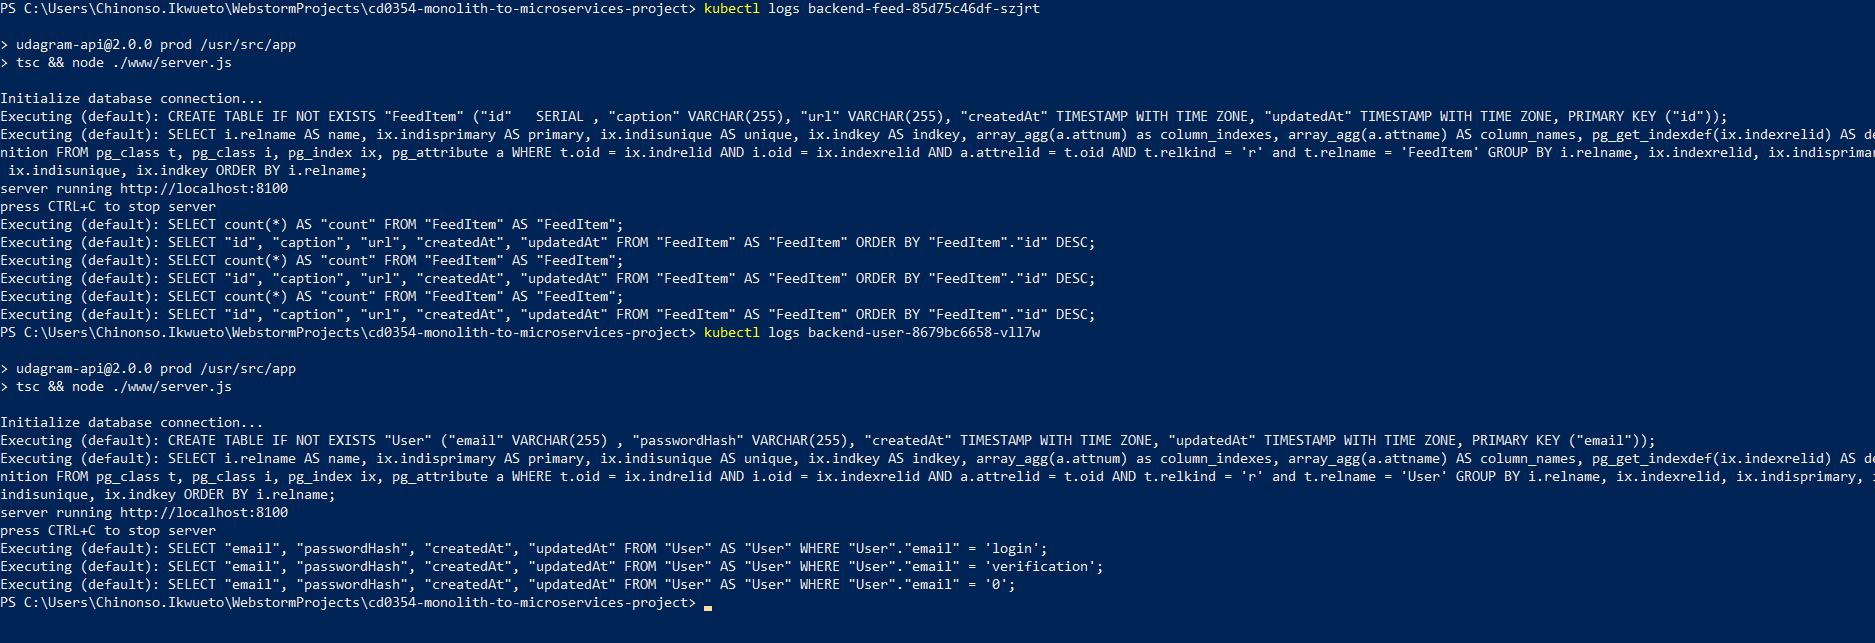 PS C:\Users\Chinonso.Ikwueto\WebstormProjects\cd0354-monolith-to-microservices-project> kubectl logs backend-feed-85d75c46df-szjrt
> udagram-api@2.0.0 prod /usr/src/app
> tsc && node ./www/server.js
Initialize database connection...
Executing (default): CREATE TABLE IF NOT EXISTS "FeedItem" ("id"   SERIAL , "caption" VARCHAR(255), "url" VARCHAR(255), "createdAt" TIMESTAMP WITH TIME ZONE, "updatedAt" TIMESTAMP WITH TIME ZONE, PRIMARY KEY ("id"));
Executing (default): SELECT i.relname AS name, ix.indisprimary AS primary, ix.indisunique AS unique, ix.indkey AS indkey, array_agg(a.attnum) as column_indexes, array_agg(a.attname) AS column_names, pg_get_indexdef(ix.indexrelid) AS de
nition FROM pg_class t, pg_class i, pg_index ix, pg_attribute a WHERE t.oid = ix.indrelid AND i.oid = ix.indexrelid AND a.attrelid = t.oid AND t.relkind = 'r' and t.relname = 'FeedItem' GROUP BY i.relname, ix.indexrelid, ix.indisprimar
ix.indisunique, ix.indkey ORDER BY i.relname;
server running http://localhost:8100
press CTRL+C to stop server
Executing (default): SELECT count(*) AS "count" FROM "FeedItem" AS "FeedItem";
Executing (default): SELECT "id", "caption", "url", "createdAt", "updatedAt" FROM "FeedItem" AS "FeedItem" ORDER BY "FeedItem"."id" DESC;
Executing (default): SELECT count(*) AS "count" FROM "FeedItem" AS "FeedItem";
Executing (default): SELECT "id", "caption", "url", "createdAt", "updatedAt" FROM "FeedItem" AS "FeedItem" ORDER BY "FeedItem"."id" DESC;
Executing (default): SELECT count(*) AS "count" FROM "FeedItem" AS "FeedItem";
Executing (default): SELECT "id", "caption", "url", "createdAt", "updatedAt" FROM "FeedItem" AS "FeedItem" ORDER BY "FeedItem"."id" DESC;
PS C:\Users\Chinonso.Ikwueto\WebstormProjects\cd0354-monolith-to-microservices-project> kubectl logs backend-user-8679bc6658-vll7w
> udagram-api@2.0.0 prod /usr/src/app
> tsc && node ./www/server.js
Initialize database connection...
Executing (default): CREATE TABLE IF NOT EXISTS "User" ("email" VARCHAR(255) , "passwordHash" VARCHAR(255), "createdAt" TIMESTAMP WITH TIME ZONE, "updatedAt" TIMESTAMP WITH TIME ZONE, PRIMARY KEY ("email"));
Executing (default): SELECT i.relname AS name, ix.indisprimary AS primary, ix.indisunique AS unique, ix.indkey AS indkey, array_agg(a.attnum) as column_indexes, array_agg(a.attname) AS column_names, pg_get_indexdef(ix.indexrelid) AS de
nition FROM pg_class t, pg_class i, pg_index ix, pg_attribute a WHERE t.oid = ix.indrelid AND i.oid = ix.indexrelid AND a.attrelid = t.oid AND t.relkind = 'r' and t.relname = 'User' GROUP BY i.relname, ix.indexrelid, ix.indisprimary,
indisunique, ix.indkey ORDER BY i.relname;
server running http://localhost:8100
press CTRL+C to stop server
Executing (default): SELECT "email", "passwordHash", "createdAt", "updatedAt" FROM "User" AS "User" WHERE "User"."email" = 'login';
Executing (default): SELECT "email", "passwordHash", "createdAt", "updatedAt" FROM "User" AS "User" WHERE "User"."email" = 'verification';
Executing (default): SELECT "email", "passwordHash", "createdAt", "updatedAt" FROM "User" AS "User" WHERE "User"."email" = '0';
PS C:\Users\Chinonso.Ikwueto\WebstormProjects\cd0354-monolith-to-microservices-project>